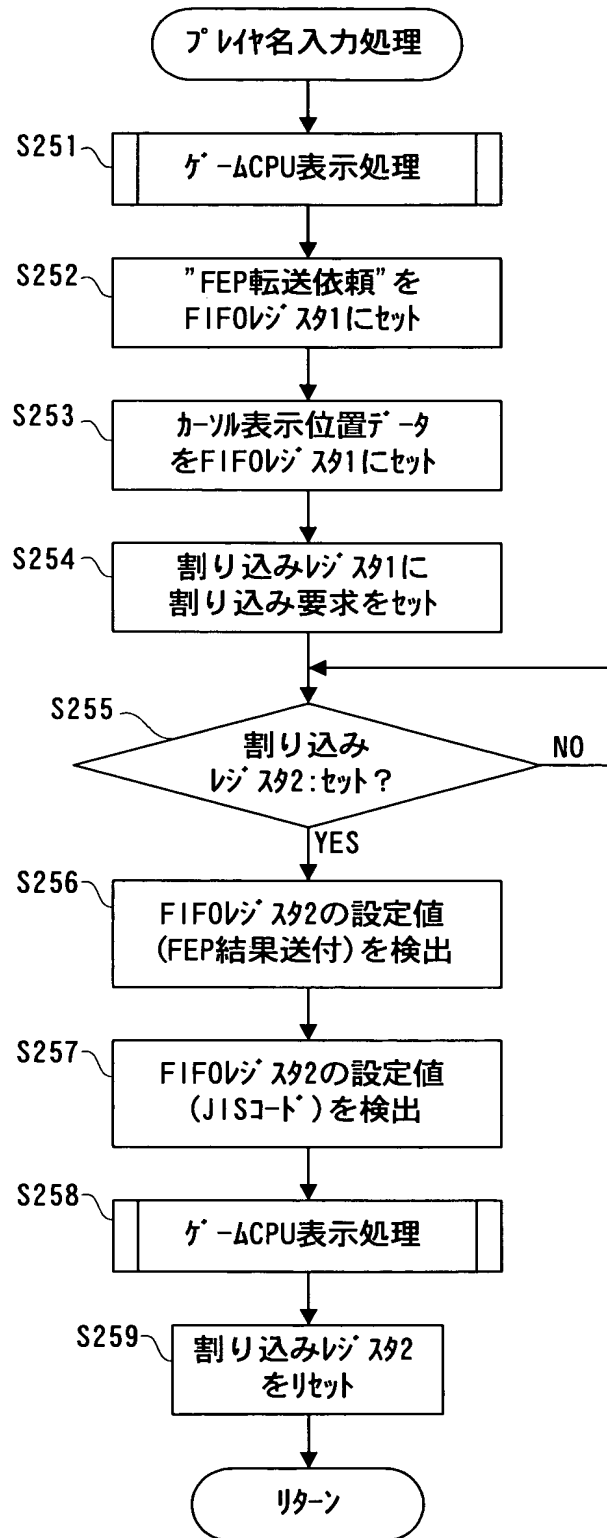 プレイヤ名入力処理
S251
ゲームCPU表示処理
S252
"FEP転送依頼"を
FIFOレジスタ1にセット
S253
カーソル表示位置データ
をFIFOレジスタ1にセット
S254
割り込みレジスタ1に
割り込み要求をセット
S255
割り込み
レジスタ2:セット?
NO
YES
S256
FIFOレジスタ2の設定値
(FEP結果送付)を検出
S257
FIFOレジスタ2の設定値
(JISコード)を検出
S258
ゲームCPU表示処理
S259
割り込みレジスタ2
をリセット
リターン